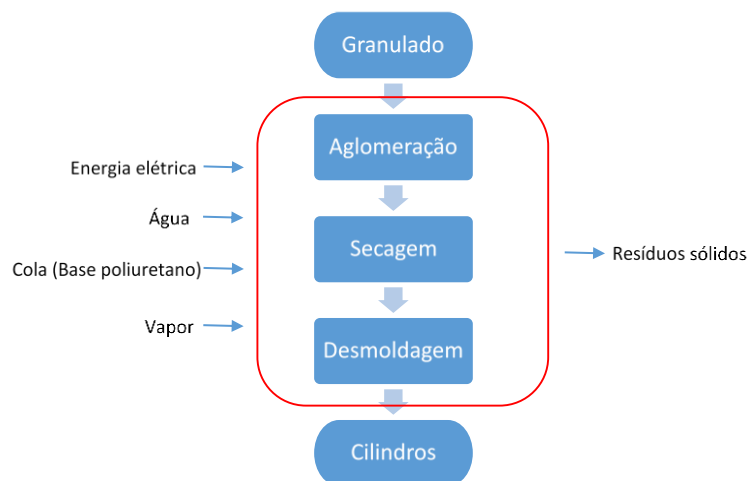 Granulado
Aglomeração
Energia elétrica
Água
Secagem
Resíduos sólidos
Cola (Base poliuretano)
Vapor
Desmoldagem
Cilindros